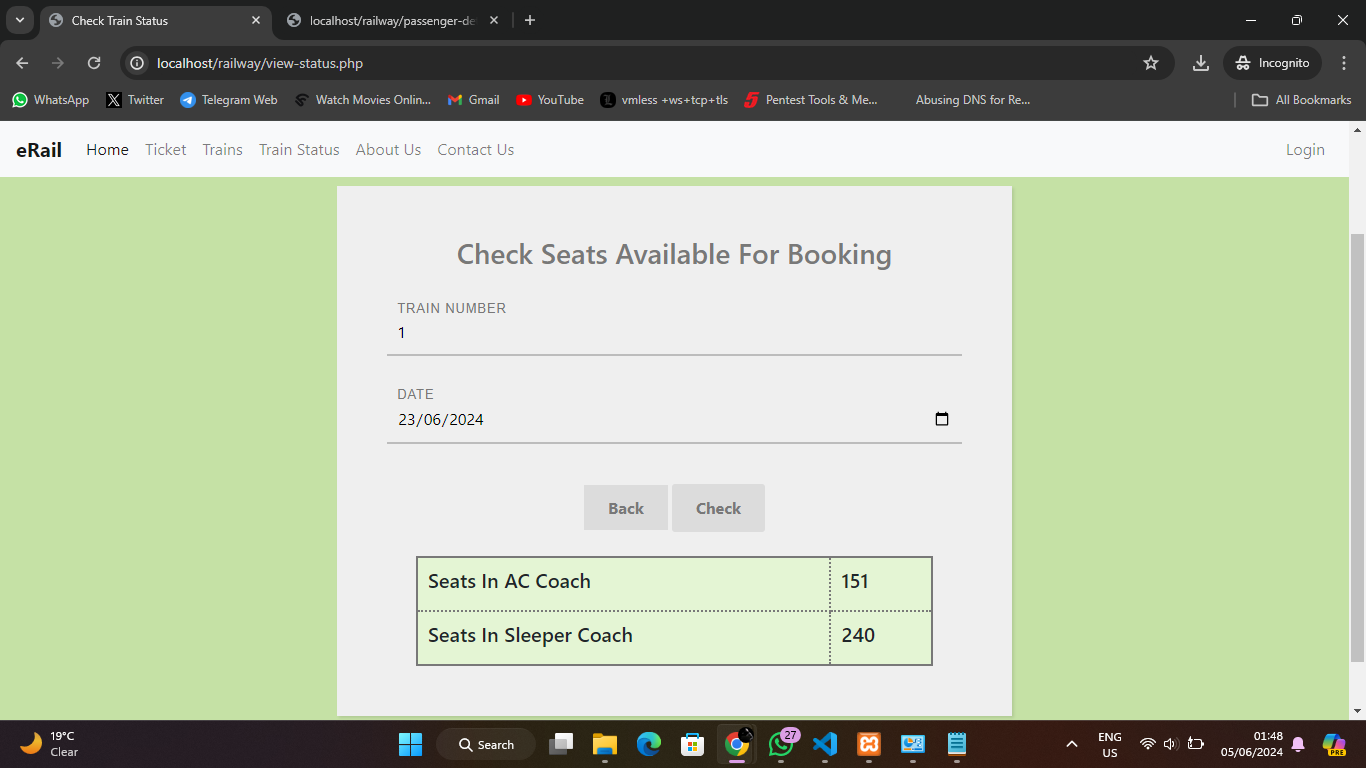 Check Train Status
localhost/railway/passenger-de
localhost/railway/view-status.php
Incognito
WhatsApp
Twitter
Telegram Web
Watch Movies Onlin...
Gmail
YouTube
vmless +ws+tcp+tls
Pentest Tools & Me...
Abusing DNS for Re...
All Bookmarks
eRail
Home
Ticket
Trains
Train Status
About Us
Contact Us
Login
Check Seats Available For Booking
TRAIN NUMBER
1
DATE
23/06/2024
Back
Check
Seats In AC Coach
151
Seats In Sleeper Coach
240
19°C
Clear
Search
27
ENG
US
01:48
05/06/2024
PRE